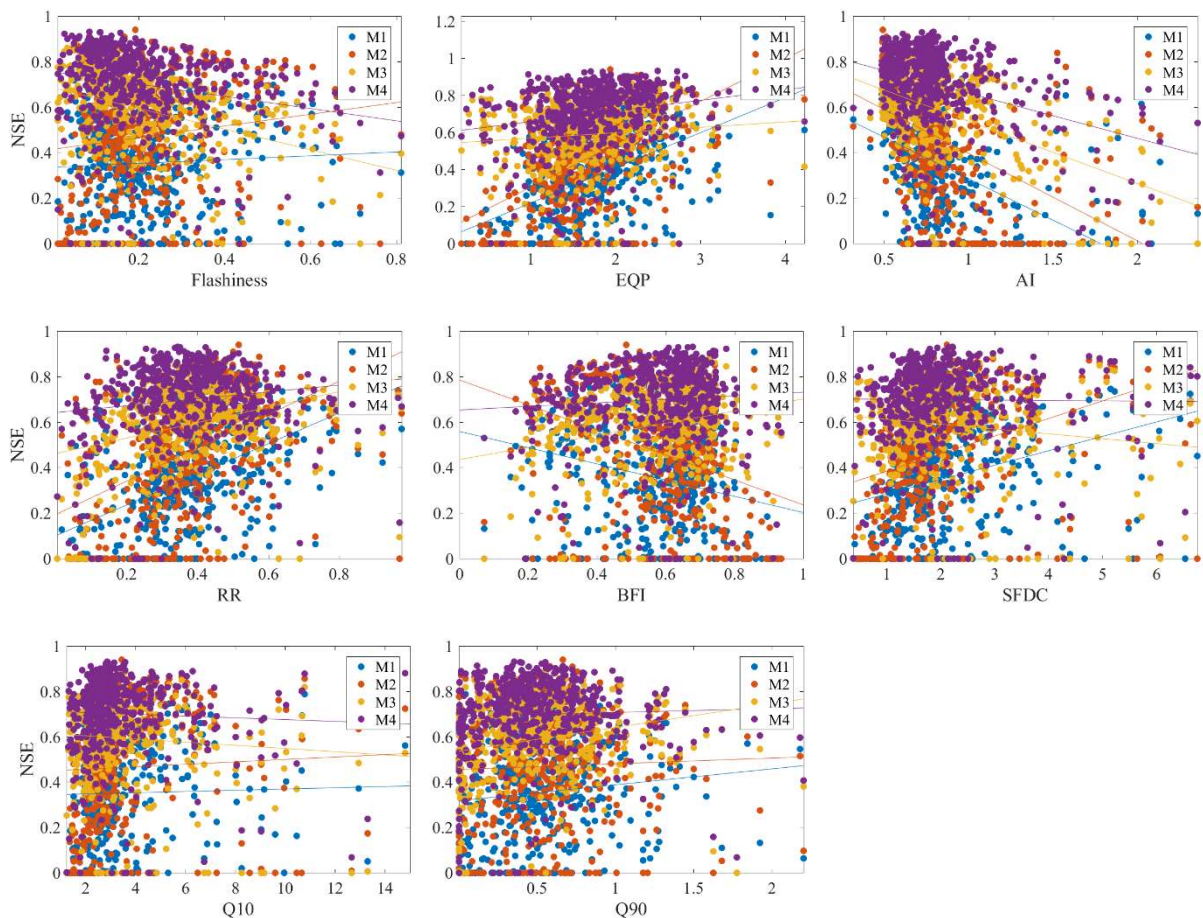 1
0.8
0.6
0.4
0.2
0
NSE
0.2 0.4 0.6 0.8
Flashiness
M1
M2
M3
M4
1.2
1
0.8
0.6
0.4
0.2
0
1 2 3 4
EQP
M1
M2
M3
M4
1
0.8
0.6
0.4
0.2
0
0.5 1 1.5 2
AI
M1
M2
M3
M4
1
0.8
0.6
0.4
0.2
0
NSE
0.2 0.4 0.6 0.8
RR
M1
M2
M3
M4
1
0.8
0.6
0.4
0.2
0
0 0.2 0.4 0.6 0.8 1
BFI
M1
M2
M3
M4
1
0.8
0.6
0.4
0.2
0
1 2 3 4 5 6
SFDC
M1
M2
M3
M4
1
0.8
0.6
0.4
0.2
0
NSE
2 4 6 8 10 12 14
Q10
M1
M2
M3
M4
1
0.8
0.6
0.4
0.2
0
0.5 1 1.5 2
Q90
M1
M2
M3
M4